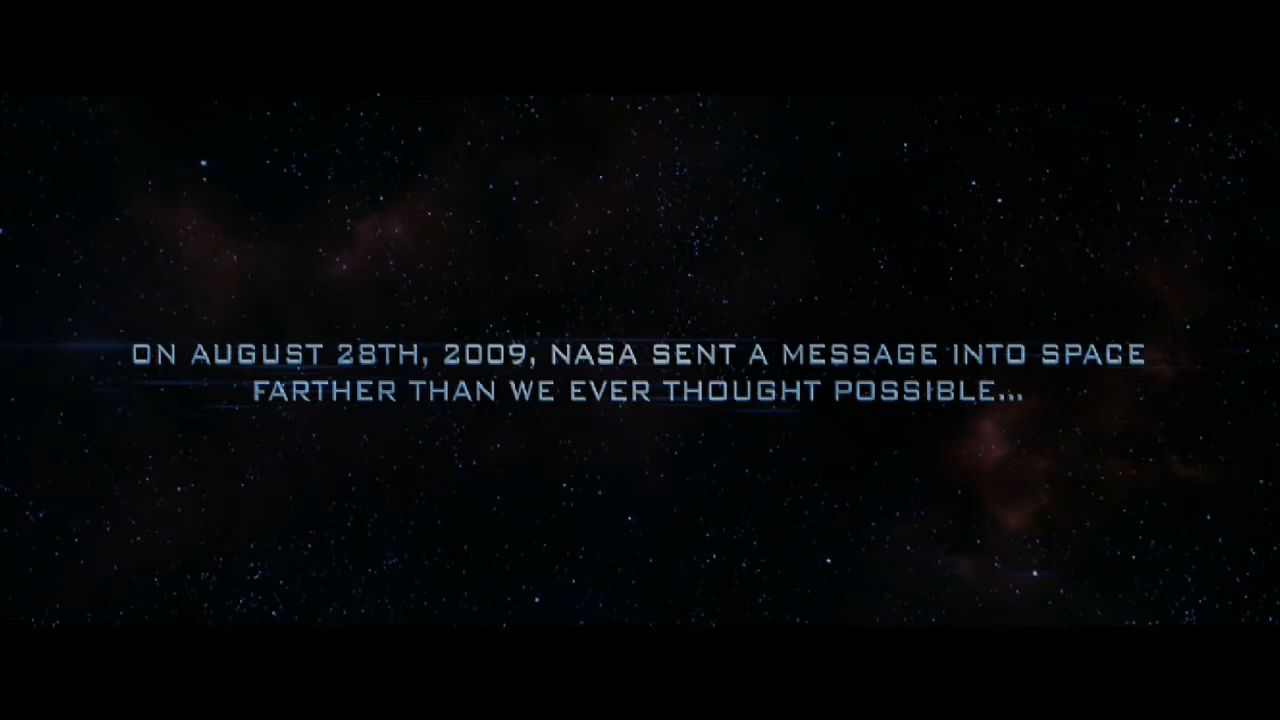 ON AUGUST 28TH, 2009, NASA SENT A MESSAGE INTO SPACE
FARTHER THAN WE EVER THOUGHT POSSIBLE...